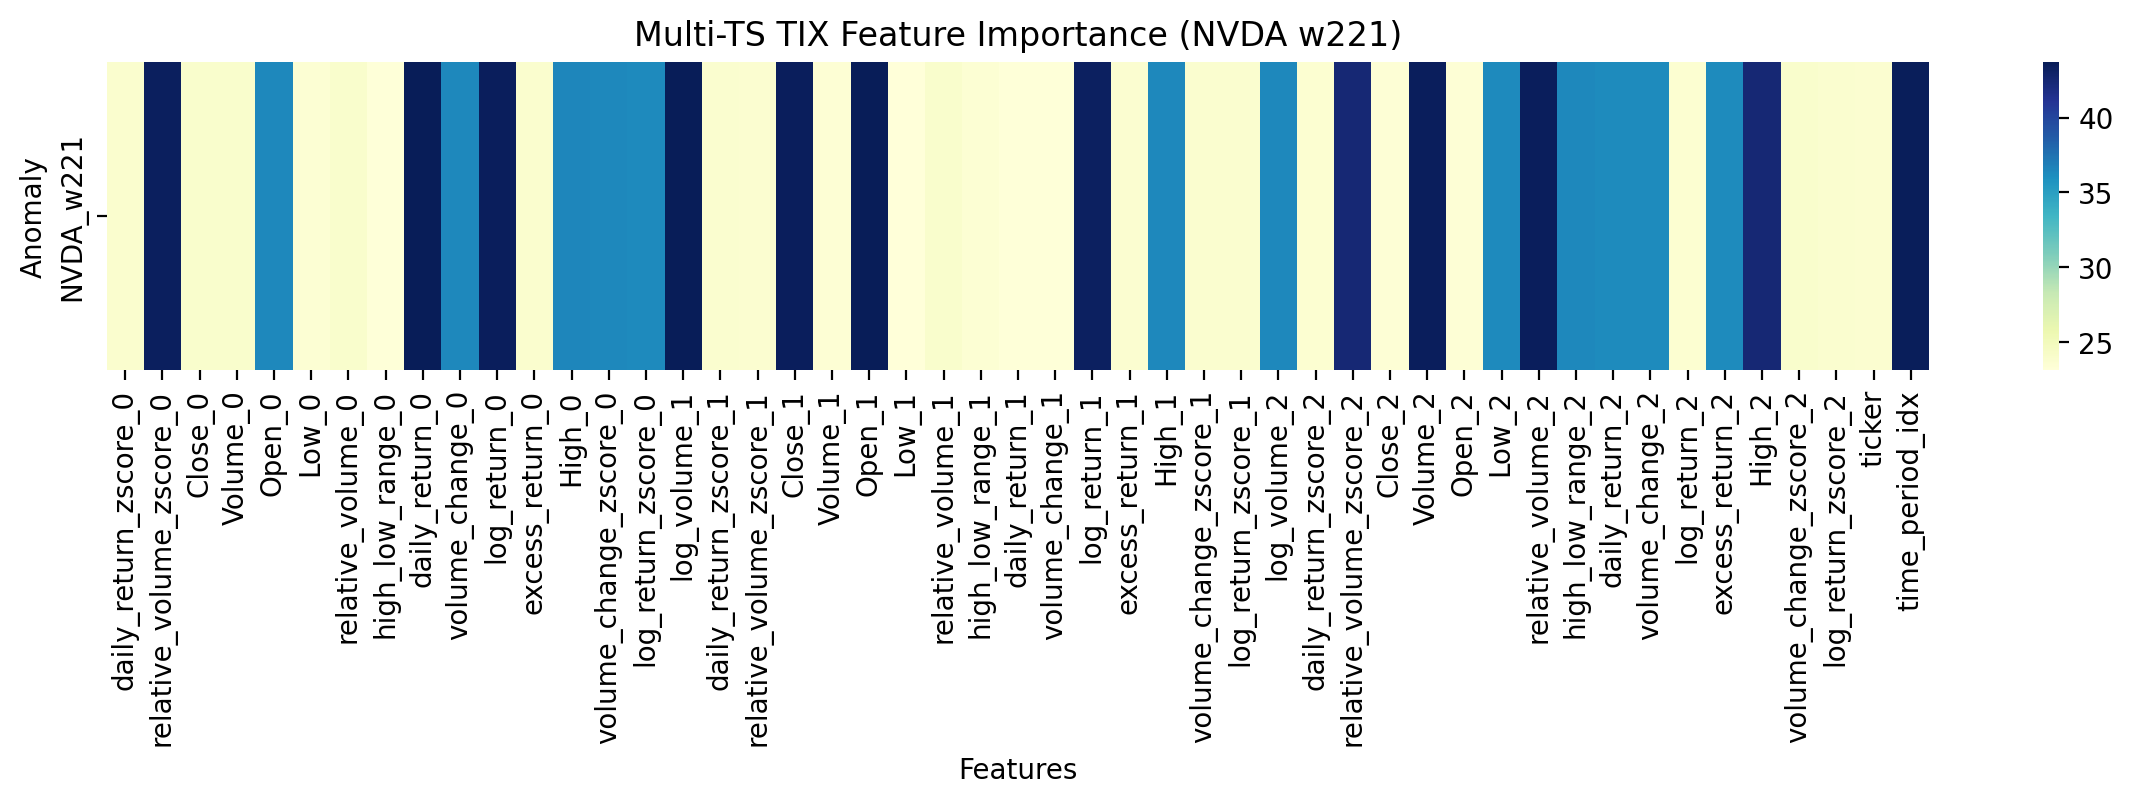 Multi-TS TIX Feature Importance (NVDA w221)
Anomaly
NVDA_w221
40
35
30
25
daily_return_zscore_0
relative_volume_zscore_0
Close_0
Volume_0
Open_0
Low_0
relative_volume_0
high_low_range_0
daily_return_0
volume_change_0
log_return_0
excess_return_0
High_0
volume_change_zscore_0
log_return_zscore_0
log_volume_1
daily_return_zscore_1
relative_volume_zscore_1
Close_1
Volume_1
Open_1
Low_1
relative_volume_1
high_low_range_1
daily_return_1
volume_change_1
log_return_1
excess_return_1
High_1
volume_change_zscore_1
log_return_zscore_1
log_volume_2
daily_return_zscore_2
relative_volume_zscore_2
Close_2
Volume_2
Open_2
Low_2
relative_volume_2
high_low_range_2
daily_return_2
volume_change_2
log_return_2
excess_return_2
High_2
volume_change_zscore_2
log_return_zscore_2
ticker
time_period_idx
Features